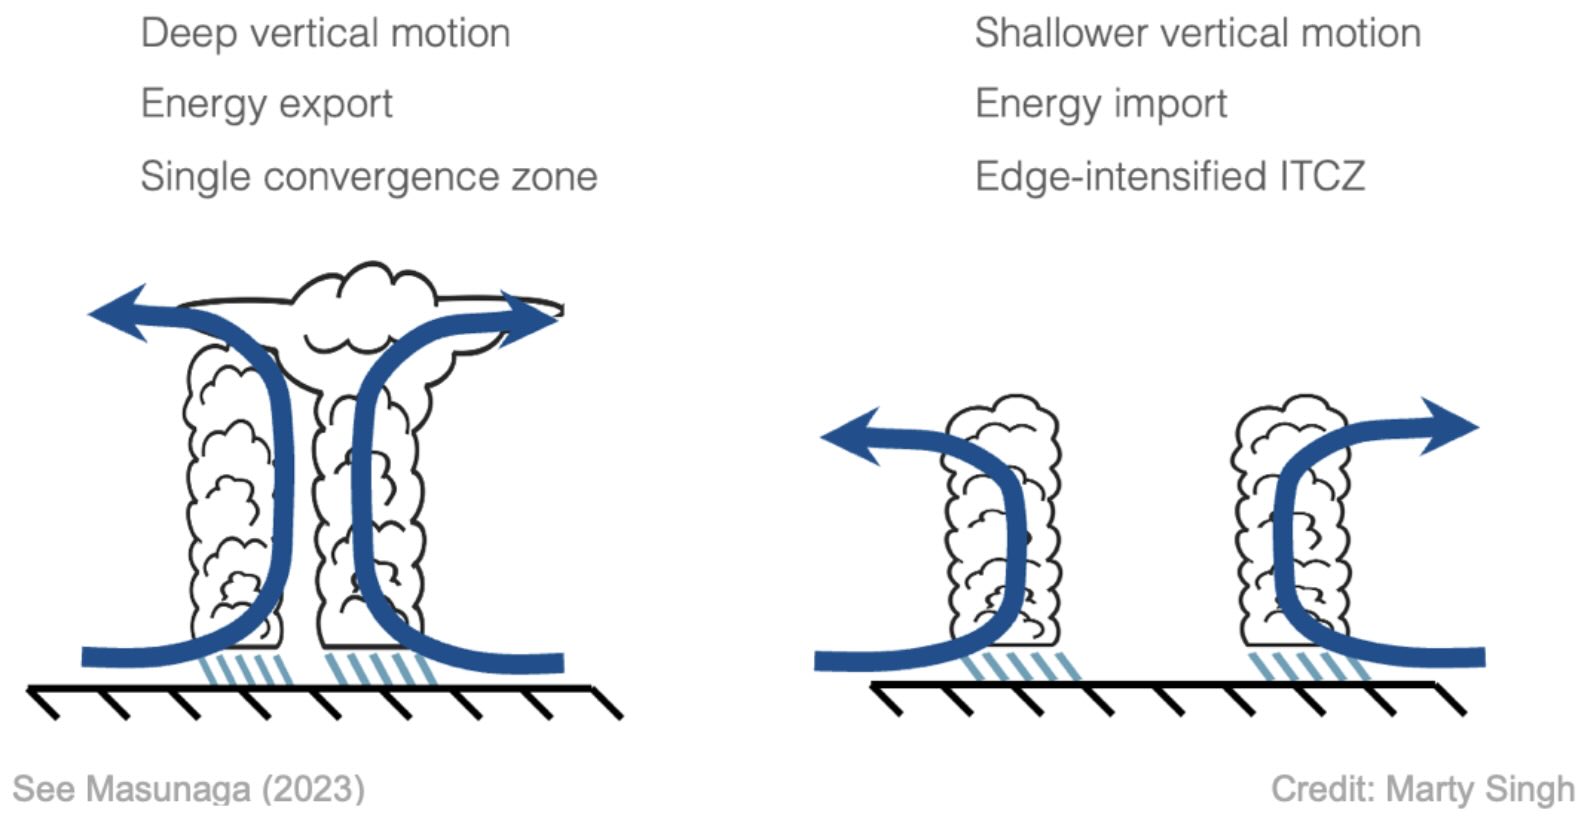 Deep vertical motion
Energy export
Single convergence zone
Shallower vertical motion
Energy import
Edge-intensified ITCZ
See Masunaga (2023)
Credit: Marty Singh